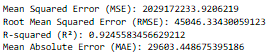 Mean Squared Error (MSE): 2029172233.9206219
Root Mean Squared Error (RMSE): 45046.33430059123
R-squared (R²): 0.9245583456629212
Mean Absolute Error (MAE): 29603.448675395186